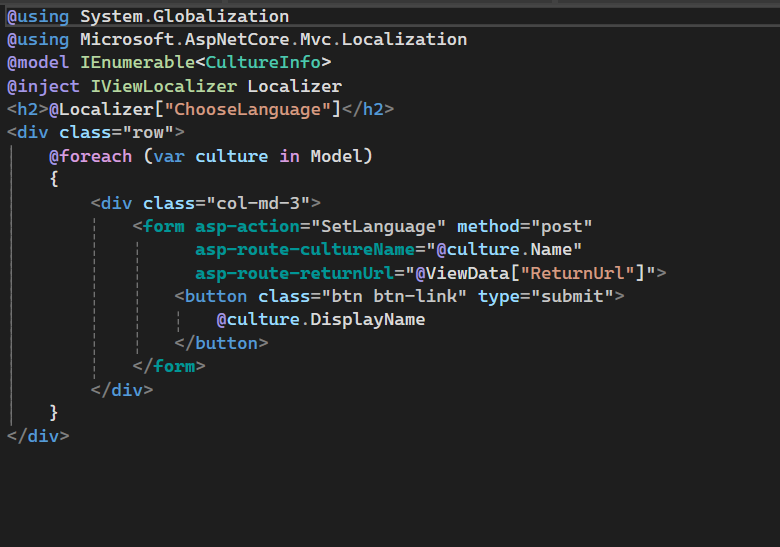 @using System.Globalization
@using Microsoft.AspNetCore.Mvc.Localization
@model IEnumerable<CultureInfo>
@inject IViewLocalizer Localizer
<h2>@Localizer["ChooseLanguage"]</h2>
<div class="row">
    @foreach (var culture in Model)
    {
        <div class="col-md-3">
            <form asp-action="SetLanguage" method="post"
                  asp-route-cultureName="@culture.Name"
                  asp-route-returnUrl="@ViewData["ReturnUrl"]">
                <button class="btn btn-link" type="submit">
                    @culture.DisplayName
                </button>
            </form>
        </div>
    }
</div>